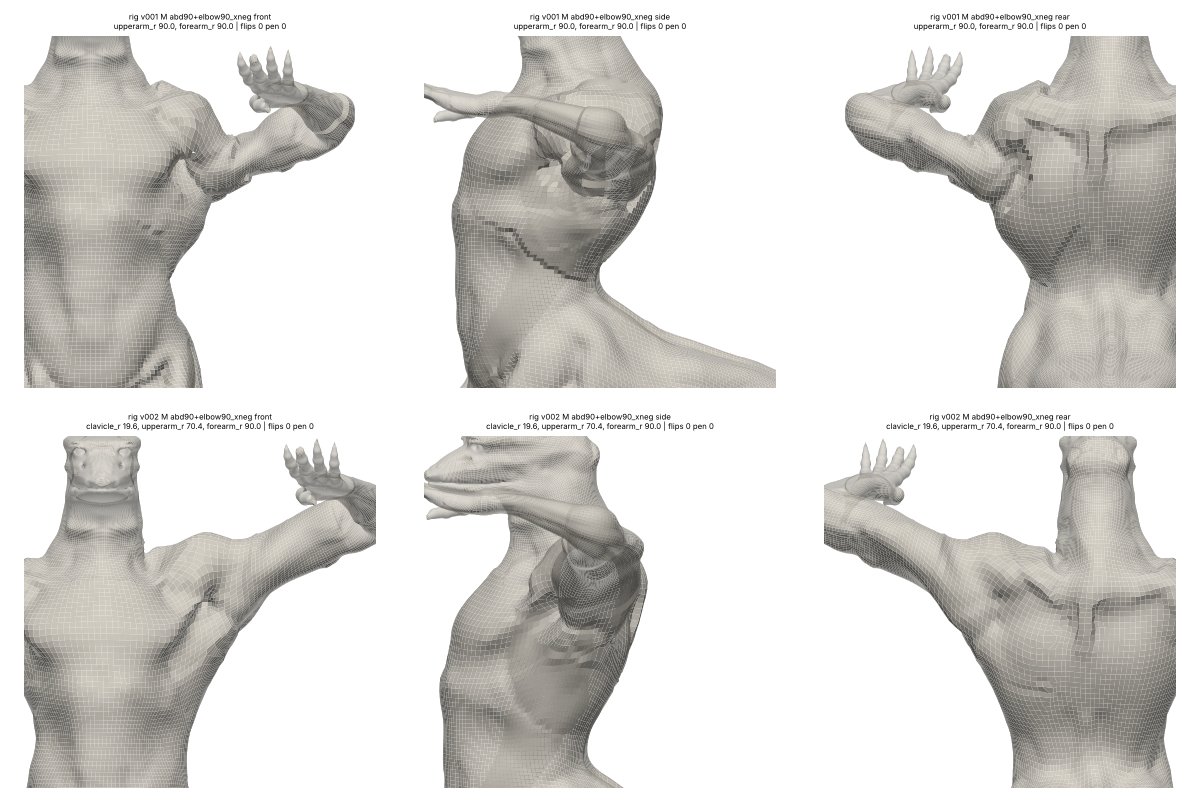 rig v001 M abd90+elbow90_xneg front
upperarm_r 90.0, forearm_r 90.0 | flips 0 pen 0
rig v001 M abd90+elbow90_xneg side
upperarm_r 90.0, forearm_r 90.0 | flips 0 pen 0
rig v001 M abd90+elbow90_xneg rear
upperarm_r 90.0, forearm_r 90.0 | flips 0 pen 0
rig v002 M abd90+elbow90_xneg front
clavicle_r 19.6, upperarm_r 70.4, forearm_r 90.0 | flips 0 pen 0
rig v002 M abd90+elbow90_xneg side
clavicle_r 19.6, upperarm_r 70.4, forearm_r 90.0 | flips 0 pen 0
rig v002 M abd90+elbow90_xneg rear
clavicle_r 19.6, upperarm_r 70.4, forearm_r 90.0 | flips 0 pen 0